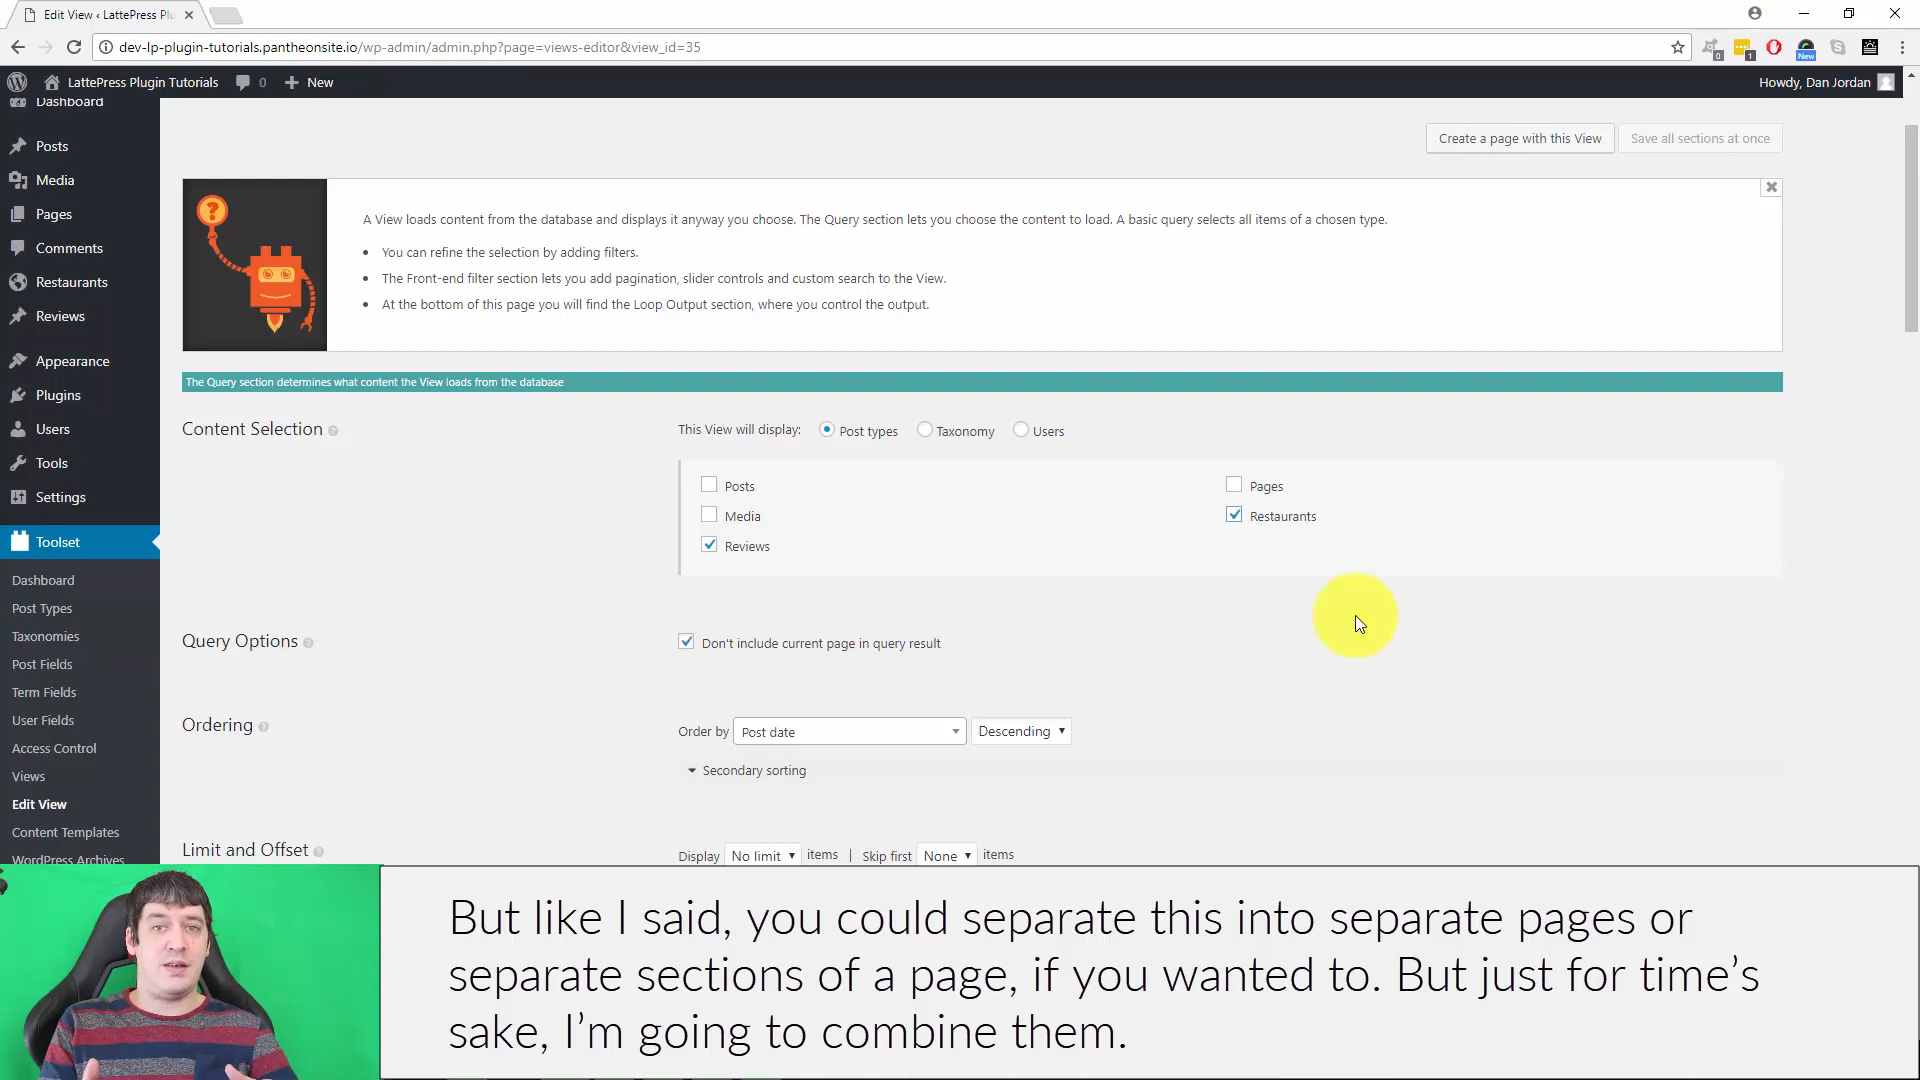 Edit View ‹ LattePress Plu
dev-lp-plugin-tutorials.pantheonsite.io/wp-admin/admin.php?page=views-editor&view_id=35
0
1
New
LattePress Plugin Tutorials
0
New
Howdy, Dan Jordan
Dashboard
Posts
Media
Pages
Comments
Restaurants
Reviews
Appearance
Plugins
Users
Tools
Settings
Toolset
Dashboard
Post Types
Taxonomies
Post Fields
Term Fields
User Fields
Access Control
Views
Edit View
Content Templates
WordPress Archives
Create a page with this View
Save all sections at once
?
A View loads content from the database and displays it anyway you choose. The Query section lets you choose the content to load. A basic query selects all items of a chosen type.
You can refine the selection by adding filters.
The Front-end filter section lets you add pagination, slider controls and custom search to the View.
At the bottom of this page you will find the Loop Output section, where you control the output.
The Query section determines what content the View loads from the database
Content Selection
This View will display: Post types Taxonomy Users
Posts
Pages
Media
Restaurants
Reviews
Query Options
Don't include current page in query result
Ordering
Order by Post date Descending
Secondary sorting
Limit and Offset
Display No limit items | Skip first None items
But like I said, you could separate this into separate pages or
separate sections of a page, if you wanted to. But just for time's
sake, I'm going to combine them.